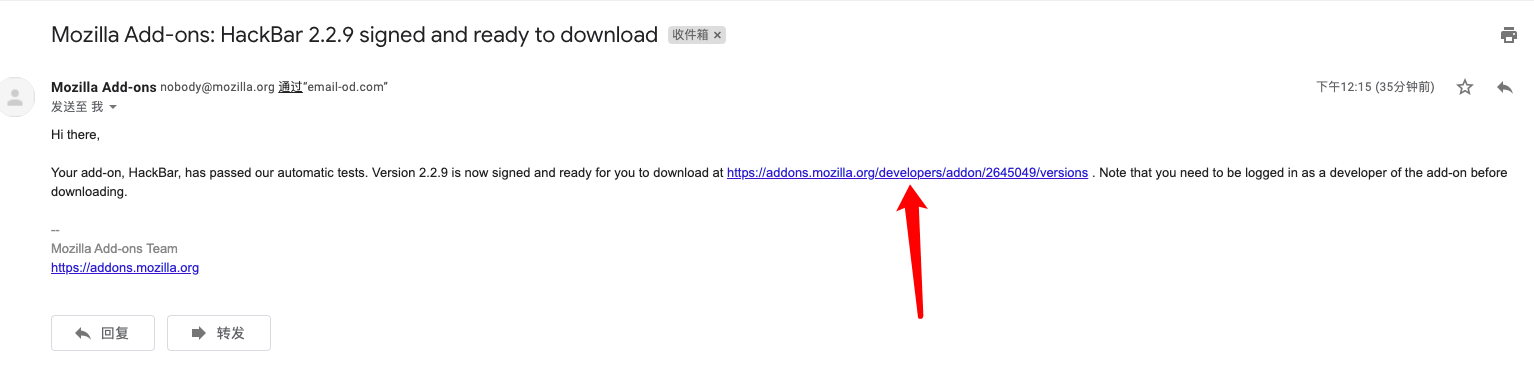 Mozilla Add-ons: HackBar 2.2.9 signed and ready to download 收件箱 ×
Mozilla Add-ons nobody@mozilla.org 通过“email-od.com” 下午12:15 (35分钟前)
发送至 我
Hi there,
Your add-on, HackBar, has passed our automatic tests. Version 2.2.9 is now signed and ready for you to download at https://addons.mozilla.org/developers/addon/2645049/versions . Note that you need to be logged in as a developer of the add-on before
downloading.
--
Mozilla Add-ons Team
https://addons.mozilla.org
回复 转发